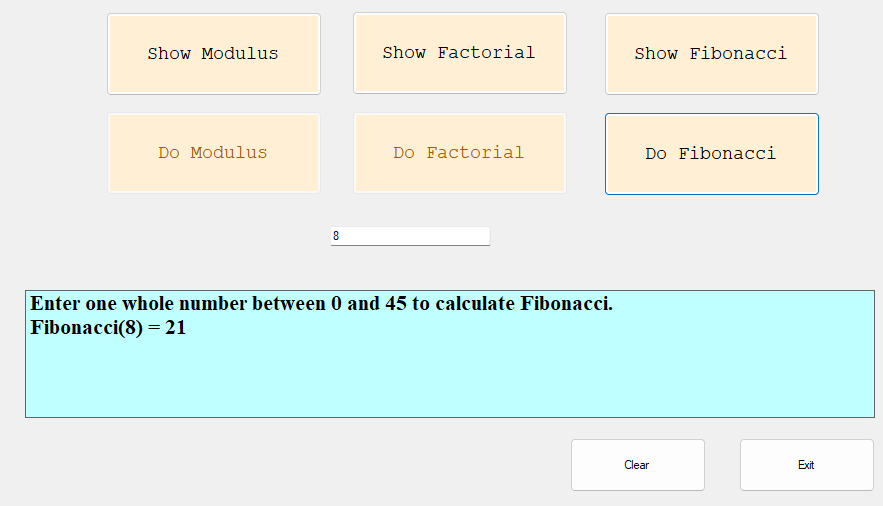 Show Modulus
Show Factorial
Show Fibonacci
Do Modulus
Do Factorial
Do Fibonacci
8
Enter one whole number between 0 and 45 to calculate Fibonacci.
Fibonacci(8) = 21
Clear
Exit